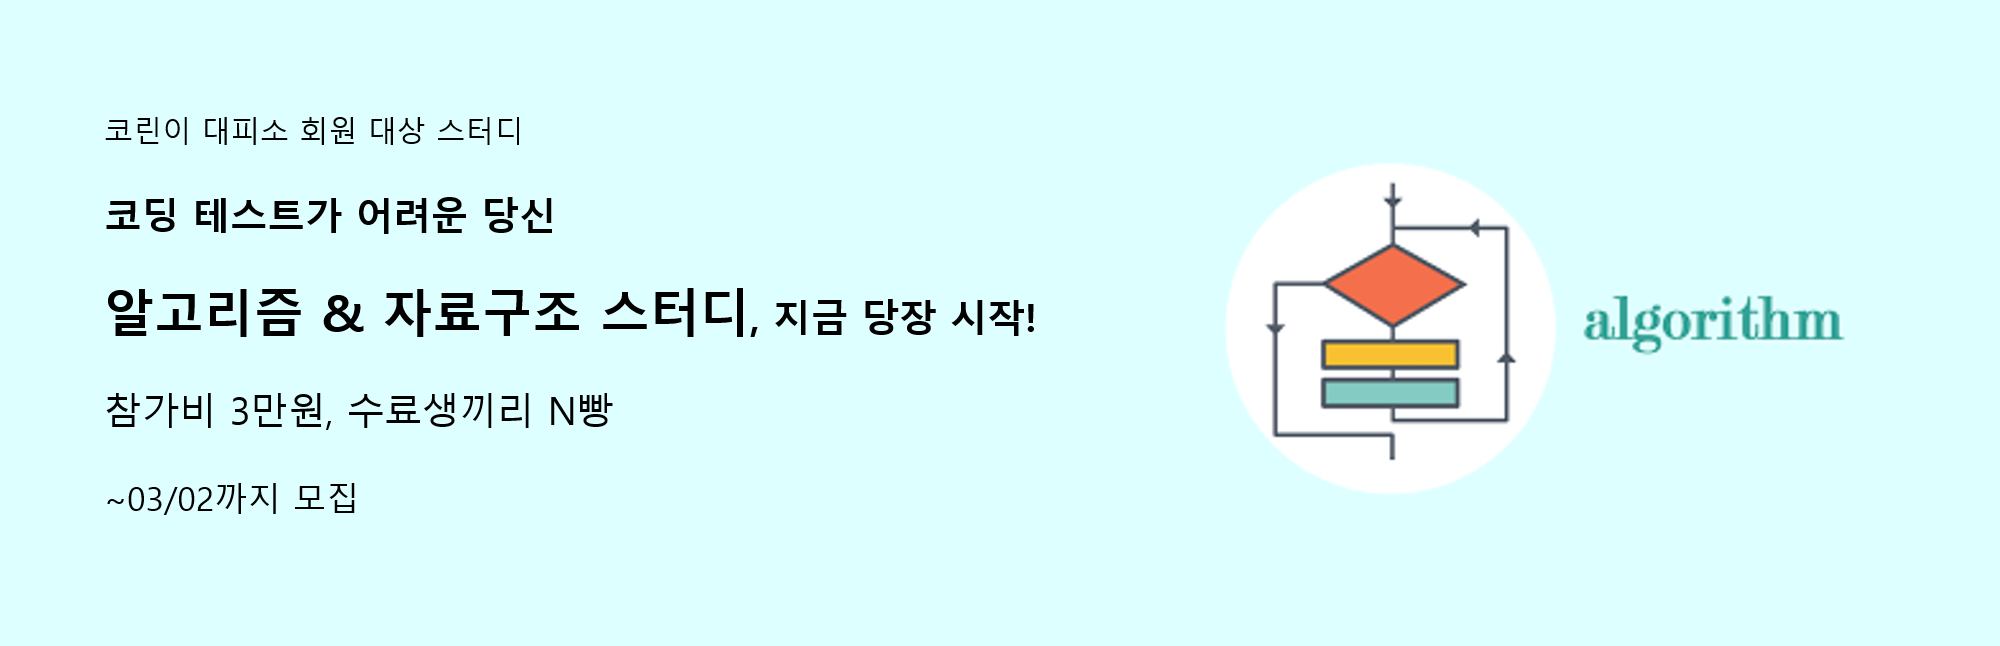 코린이 대피소 회원 대상 스터디
코딩 테스트가 어려운 당신
알고리즘 & 자료구조 스터디, 지금 당장 시작!
참가비 3만원, 수료생끼리 N빵
~03/02까지 모집
algorithm